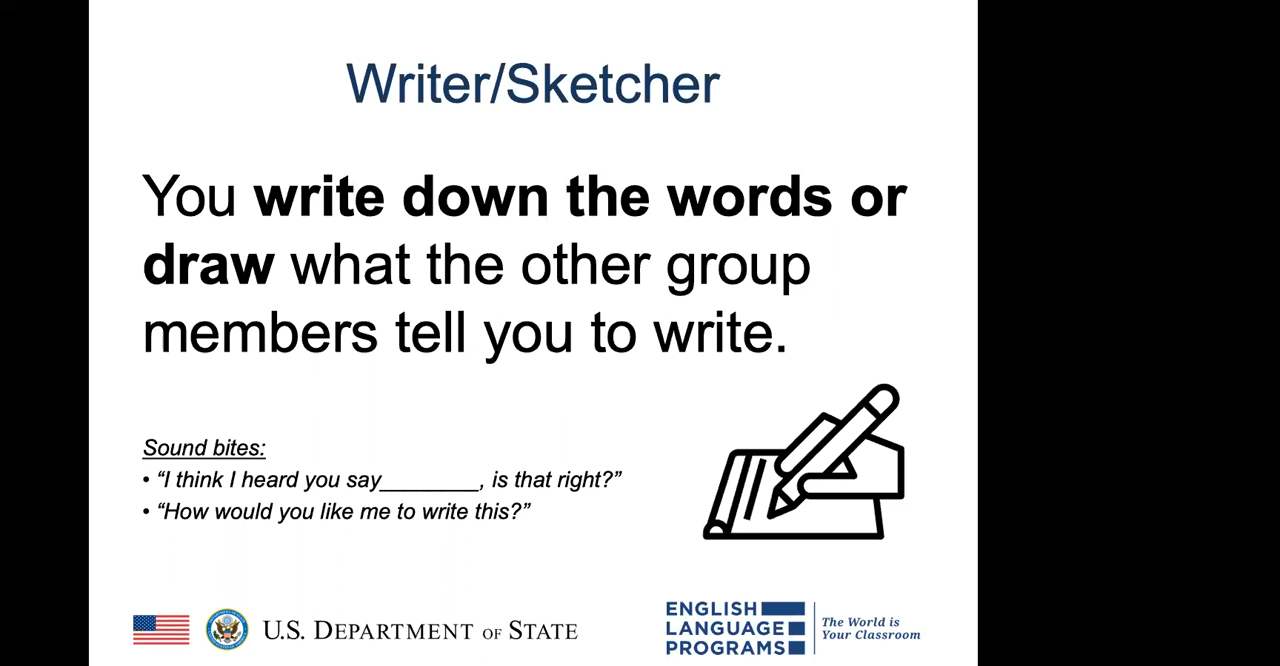 Writer/Sketcher
You write down the words or
draw what the other group
members tell you to write.
Sound bites:
• “I think I heard you say________, is that right?”
• “How would you like me to write this?”
U.S. DEPARTMENT OF STATE
ENGLISH
LANGUAGE
PROGRAMS
The World is
Your Classroom